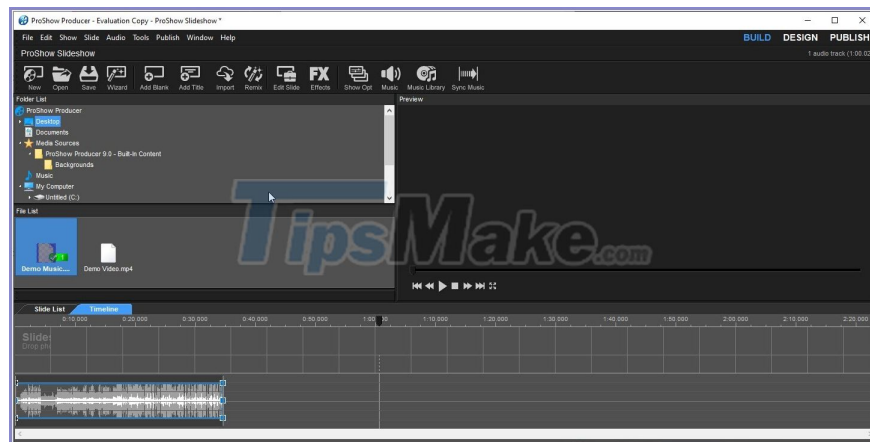 ProShow Producer - Evaluation Copy - ProShow Slideshow *
File Edit Show Slide Audio Tools Publish Window Help
BUILD DESIGN PUBLISH
ProShow Slideshow
1 audio track (1:00.02
New Open Save Wizard Add Blank Add Title Import Remix Edit Slide Effects Show Opt Music Music Library Sync Music
Folder List
Preview
ProShow Producer
Desktop
Documents
Media Sources
ProShow Producer 9.0 - Built-In Content
Backgrounds
Music
My Computer
Untitled (C:)
TipsMake.com
File List
Demo Music...
Demo Video.mp4
Slide List Timeline
0:10.000 0:20.000 0:30.000 0:40.000 0:50.000 1:00 00 1:10.000 1:20.000 1:30.000 1:40.000 1:50.000 2:00.000 2:10.000 2:20.000
Slides
Drop ph